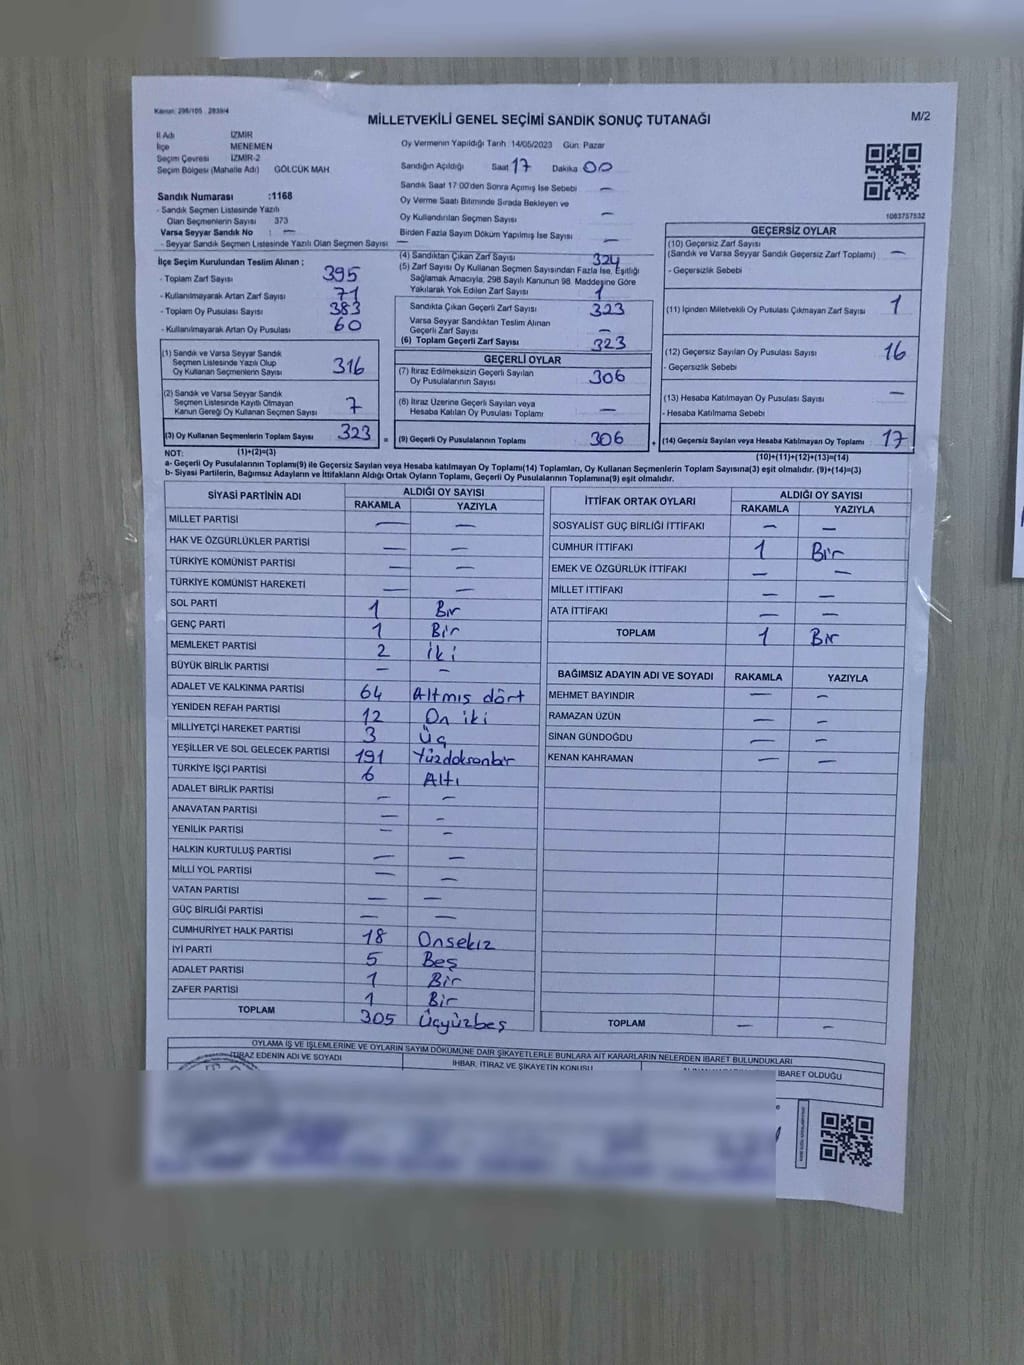 Kanun: 298/105 2839/4
MİLLETVEKİLİ GENEL SEÇİMİ SANDIK SONUÇ TUTANAĞI
M/2
İl Adı İZMİR
İlçe MENEMEN
Seçim Çevresi İZMİR-2
Seçim Bölgesi (Mahalle Adı) GÖLCÜK MAH
Sandık Numarası :1168
- Sandık Seçmen Listesinde Yazılı
Olan Seçmenlerin Sayısı 373
Varsa Seyyar Sandık No : —
- Seyyar Sandık Seçmen Listesinde Yazılı Olan Seçmen Sayısı —
Oy Vermenin Yapıldığı Tarih 14/05/2023 Gün Pazar
Sandığın Açıldığı Saat 17 Dakika 00
Sandık Saat 17:00'den Sonra Açımış İse Sebebi —
Oy Verme Saati Bitiminde Sırada Bekleyen ve
Oy Kullandırılan Seçmen Sayısı —
Birden Fazla Sayım Döküm Yapılmış İse Sayısı —
1063757532
İlçe Seçim Kurulundan Teslim Alınan ;
- Toplam Zarf Sayısı 395
- Kullanılmayarak Artan Zarf Sayısı 71
- Toplam Oy Pusulası Sayısı 383
- Kullanılmayarak Artan Oy Pusulası 60
(1) Sandık ve Varsa Seyyar Sandık
Seçmen Listesinde Yazılı Olup
Oy Kullanan Seçmenlerin Sayısı 316
(2) Sandık ve Varsa Seyyar Sandık
Seçmen Listesinde Kayıtlı Olmayan
Kanun Gereği Oy Kullanan Seçmen Sayısı 7
(3) Oy Kullanan Seçmenlerin Toplam Sayısı 323 =
(4) Sandıktan Çıkan Zarf Sayısı 324
(5) Zarf Sayısı Oy Kullanan Seçmen Sayısından Fazla İse, Eşitliği
Sağlamak Amacıyla, 298 Sayılı Kanunun 98. Maddesine Göre
Yakılarak Yok Edilen Zarf Sayısı 1
Sandıkta Çıkan Geçerli Zarf Sayısı 323
Varsa Seyyar Sandıktan Teslim Alınan
Geçerli Zarf Sayısı —
(6) Toplam Geçerli Zarf Sayısı 323
GEÇERLİ OYLAR
(7) İtiraz Edilmeksizin Geçerli Sayılan
Oy Pusulalarının Sayısı 306
(8) İtiraz Üzerine Geçerli Sayılan veya
Hesaba Katılan Oy Pusulası Toplamı —
(9) Geçerli Oy Pusulalarının Toplamı 306 +
GEÇERSİZ OYLAR
(10) Geçersiz Zarf Sayısı
(Sandık ve Varsa Seyyar Sandık Geçersiz Zarf Toplamı) —
- Geçersizlik Sebebi
(11) İçinden Milletvekili Oy Pusulası Çıkmayan Zarf Sayısı 1
(12) Geçersiz Sayılan Oy Pusulası Sayısı 16
- Geçersizlik Sebebi
(13) Hesaba Katılmayan Oy Pusulası Sayısı —
- Hesaba Katılmama Sebebi
(14) Geçersiz Sayılan veya Hesaba Katılmayan Oy Toplamı 17
NOT: (1)+(2)=(3)
(10)+(11)+(12)+(13)=(14)
a- Geçerli Oy Pusulalarının Toplamı(9) ile Geçersiz Sayılan veya Hesaba katılmayan Oy Toplamı(14) Toplamları, Oy Kullanan Seçmenlerin Toplam Sayısına(3) eşit olmalıdır. (9)+(14)=(3)
b- Siyasi Partilerin, Bağımsız Adayların ve İttifakların Aldığı Ortak Oyların Toplamı, Geçerli Oy Pusulalarının Toplamına(9) eşit olmalıdır.
SİYASİ PARTİNİN ADI ALDIĞI OY SAYISI
RAKAMLA YAZIYLA
MİLLET PARTİSİ — —
HAK VE ÖZGÜRLÜKLER PARTİSİ — —
TÜRKİYE KOMÜNİST PARTİSİ — —
TÜRKİYE KOMÜNİST HAREKETİ — —
SOL PARTİ 1 Bir
GENÇ PARTİ 1 Bir
MEMLEKET PARTİSİ 2 iki
BÜYÜK BİRLİK PARTİSİ — —
ADALET VE KALKINMA PARTİSİ 64 Altmış dört
YENİDEN REFAH PARTİSİ 12 On iki
MİLLİYETÇİ HAREKET PARTİSİ 3 Üç
YEŞİLLER VE SOL GELECEK PARTİSİ 191 Yüzdoksanbir
TÜRKİYE İŞÇİ PARTİSİ 6 Altı
ADALET BİRLİK PARTİSİ — —
ANAVATAN PARTİSİ — —
YENİLİK PARTİSİ — —
HALKIN KURTULUŞ PARTİSİ — —
MİLLİ YOL PARTİSİ — —
VATAN PARTİSİ — —
GÜÇ BİRLİĞİ PARTİSİ — —
CUMHURİYET HALK PARTİSİ 18 Onsekiz
İYİ PARTİ 5 Beş
ADALET PARTİSİ 1 Bir
ZAFER PARTİSİ 1 Bir
TOPLAM 305 Üçyüzbeş
İTTİFAK ORTAK OYLARI ALDIĞI OY SAYISI
RAKAMLA YAZIYLA
SOSYALİST GÜÇ BİRLİĞİ İTTİFAKI — —
CUMHUR İTTİFAKI 1 Bir
EMEK VE ÖZGÜRLÜK İTTİFAKI — —
MİLLET İTTİFAKI — —
ATA İTTİFAKI — —
TOPLAM 1 Bir
BAĞIMSIZ ADAYIN ADI VE SOYADI RAKAMLA YAZIYLA
MEHMET BAYINDIR — —
RAMAZAN ÜZÜN — —
SİNAN GÜNDOĞDU — —
KENAN KAHRAMAN — —
TOPLAM — —
OYLAMA İŞ VE İŞLEMLERİNE VE OYLARIN SAYIM DÖKÜMÜNE DAİR ŞİKAYETLERLE BUNLARA AİT KARARLARIN NELERDEN İBARET BULUNDUKLARI
İTİRAZ EDENİN ADI VE SOYADI
İHBAR, İTİRAZ VE ŞİKAYETİN KONUSU
İBARET OLDUĞU